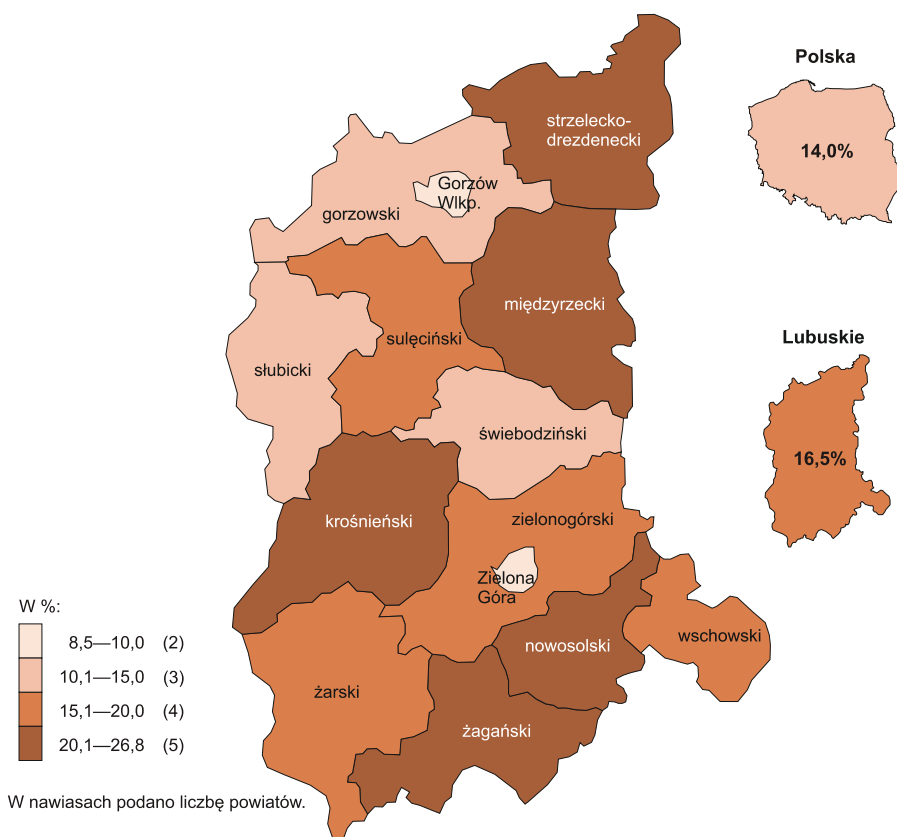 Polska
14,0%
strzelecko-
drezdenecki
Gorzów
Wlkp.
gorzowski
międzyrzecki
sulęciński
słubicki
Lubuskie
16,5%
świebodziński
krośnieński
zielonogórski
Zielona
Góra
nowosolski
wschowski
żarski
żagański
W %:
8,5—10,0 (2)
10,1—15,0 (3)
15,1—20,0 (4)
20,1—26,8 (5)
W nawiasach podano liczbę powiatów.